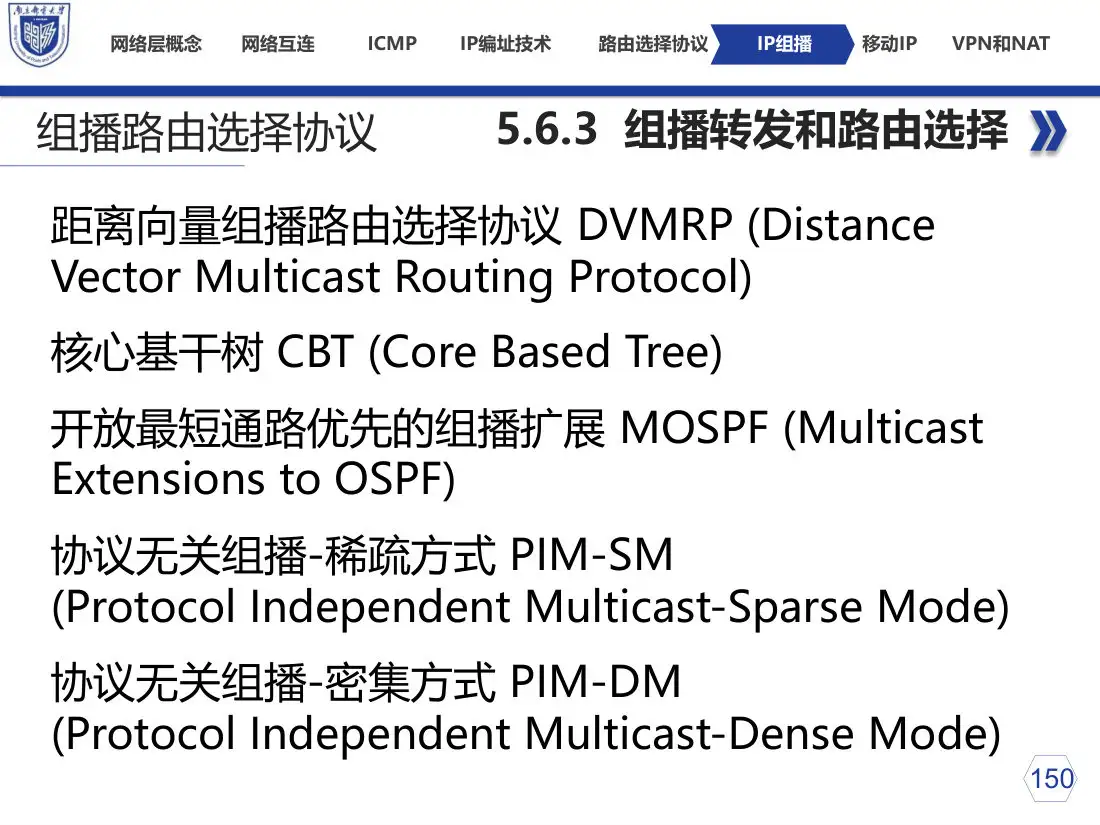 南京邮电大学
网络层概念 网络互连 ICMP IP编址技术 路由选择协议 IP组播 移动IP VPN和NAT
组播路由选择协议 5.6.3 组播转发和路由选择
距离向量组播路由选择协议 DVMRP (Distance
Vector Multicast Routing Protocol)
核心基干树 CBT (Core Based Tree)
开放最短通路优先的组播扩展 MOSPF (Multicast
Extensions to OSPF)
协议无关组播-稀疏方式 PIM-SM
(Protocol Independent Multicast-Sparse Mode)
协议无关组播-密集方式 PIM-DM
(Protocol Independent Multicast-Dense Mode)
150